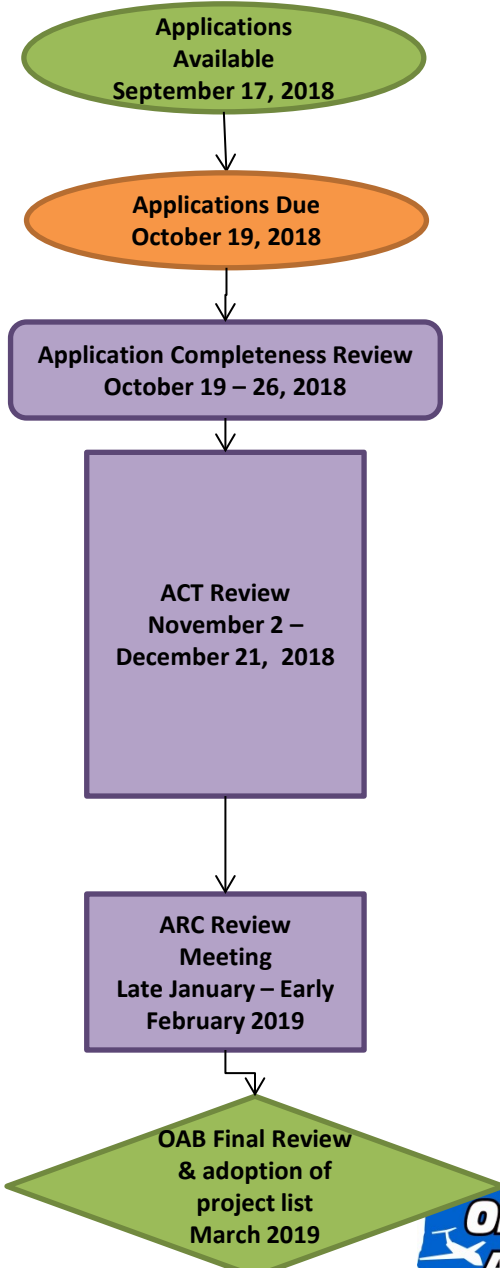 Applications
Available
September 17, 2018
Applications Due
October 19, 2018
Application Completeness Review
October 19 – 26, 2018
ACT Review
November 2 –
December 21, 2018
ARC Review
Meeting
Late January – Early
February 2019
OAB Final Review
& adoption of
project list
March 2019